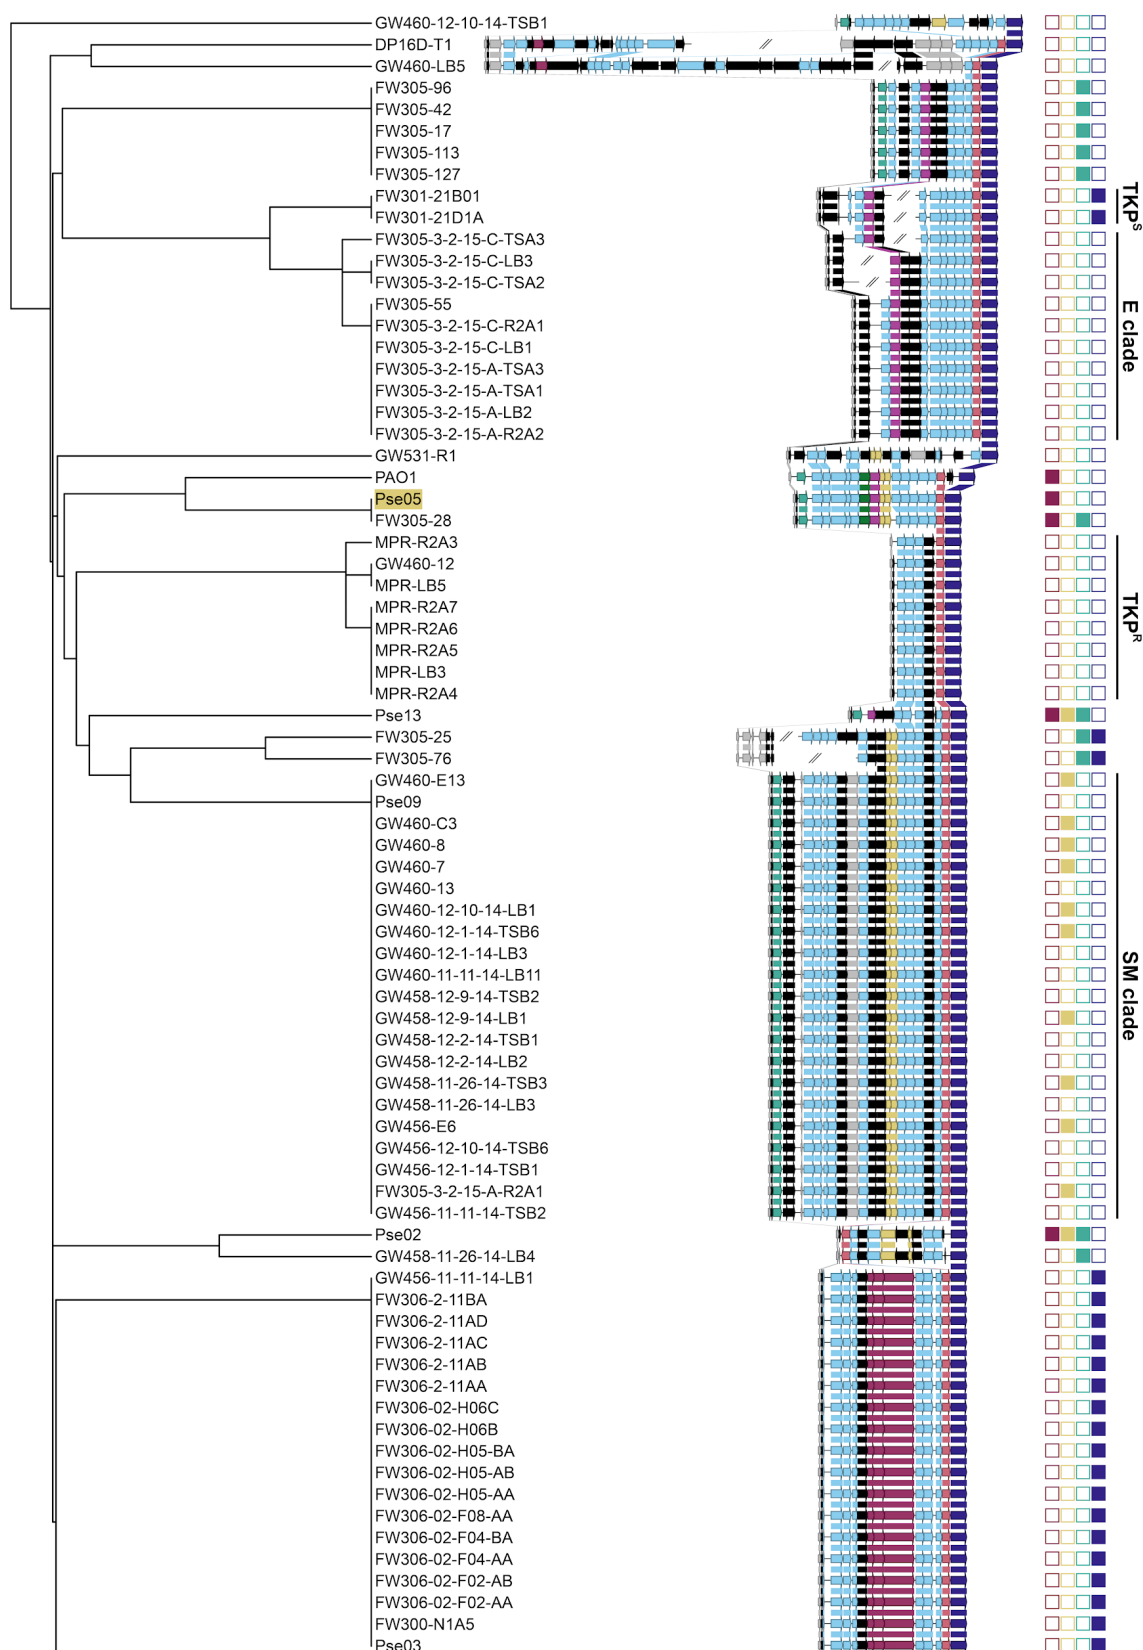 GW460-12-10-14-TSB1
DP16D-T1
GW460-LB5
FW305-96
FW305-42
FW305-17
FW305-113
FW305-127
FW301-21B01
FW301-21D1A
FW305-3-2-15-C-TSA3
FW305-3-2-15-C-LB3
FW305-3-2-15-C-TSA2
FW305-55
FW305-3-2-15-C-R2A1
FW305-3-2-15-C-LB1
FW305-3-2-15-A-TSA3
FW305-3-2-15-A-TSA1
FW305-3-2-15-A-LB2
FW305-3-2-15-A-R2A2
GW531-R1
PAO1
Pse05
FW305-28
MPR-R2A3
GW460-12
MPR-LB5
MPR-R2A7
MPR-R2A6
MPR-R2A5
MPR-LB3
MPR-R2A4
Pse13
FW305-25
FW305-76
GW460-E13
Pse09
GW460-C3
GW460-8
GW460-7
GW460-13
GW460-12-10-14-LB1
GW460-12-1-14-TSB6
GW460-12-1-14-LB3
GW460-11-11-14-LB11
GW458-12-9-14-TSB2
GW458-12-9-14-LB1
GW458-12-2-14-TSB1
GW458-12-2-14-LB2
GW458-11-26-14-TSB3
GW458-11-26-14-LB3
GW456-E6
GW456-12-10-14-TSB6
GW456-12-1-14-TSB1
FW305-3-2-15-A-R2A1
GW456-11-11-14-TSB2
Pse02
GW458-11-26-14-LB4
GW456-11-11-14-LB1
FW306-2-11BA
FW306-2-11AD
FW306-2-11AC
FW306-2-11AB
FW306-2-11AA
FW306-02-H06C
FW306-02-H06B
FW306-02-H05-BA
FW306-02-H05-AB
FW306-02-H05-AA
FW306-02-F08-AA
FW306-02-F04-BA
FW306-02-F04-AA
FW306-02-F02-AB
FW306-02-F02-AA
FW300-N1A5
Pse03
TKPS
E clade
TKPR
SM clade